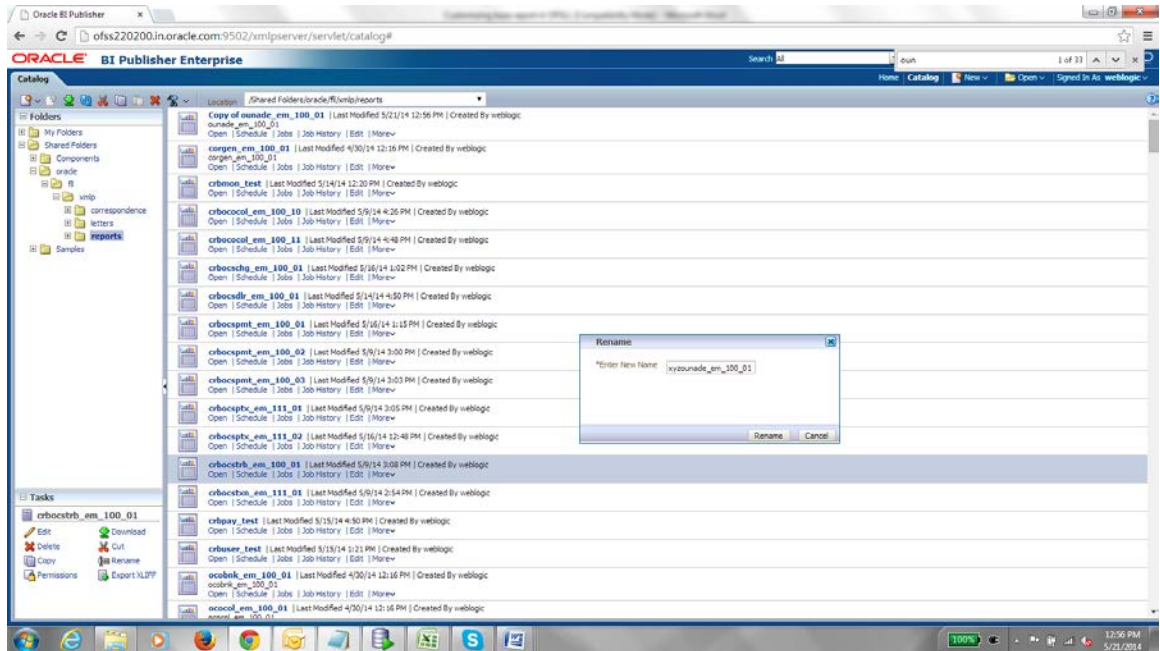 Oracle BI Publisher
ofss220200.in.oracle.com:9502/xmlpserver/servlet/catalog#
ORACLE BI Publisher Enterprise
Search All
oun
1 of 33
Catalog
Home Catalog New Open Signed In As weblogic
Location /Shared Folders/oracle/fll/xmlp/reports
Folders
My Folders
Shared Folders
Components
oracle
fll
xmlp
correspondence
letters
reports
Samples
Copy of ounade_em_100_01 | Last Modified 5/21/14 12:56 PM | Created By weblogic
ounade_em_100_01
Open | Schedule | Jobs | Job History | Edit | More
corgen_em_100_01 | Last Modified 4/30/14 12:16 PM | Created By weblogic
corgen_em_100_01
Open | Schedule | Jobs | Job History | Edit | More
crbmon_test | Last Modified 5/14/14 12:20 PM | Created By weblogic
Open | Schedule | Jobs | Job History | Edit | More
crbococol_em_100_10 | Last Modified 5/9/14 4:26 PM | Created By weblogic
Open | Schedule | Jobs | Job History | Edit | More
crbococol_em_100_11 | Last Modified 5/9/14 4:48 PM | Created By weblogic
Open | Schedule | Jobs | Job History | Edit | More
crbocschg_em_100_01 | Last Modified 5/16/14 1:02 PM | Created By weblogic
Open | Schedule | Jobs | Job History | Edit | More
crbocsdlr_em_100_01 | Last Modified 5/14/14 4:50 PM | Created By weblogic
Open | Schedule | Jobs | Job History | Edit | More
crbocspmt_em_100_01 | Last Modified 5/16/14 1:15 PM | Created By weblogic
Open | Schedule | Jobs | Job History | Edit | More
crbocspmt_em_100_02 | Last Modified 5/9/14 3:00 PM | Created By weblogic
Open | Schedule | Jobs | Job History | Edit | More
crbocspmt_em_100_03 | Last Modified 5/9/14 3:03 PM | Created By weblogic
Open | Schedule | Jobs | Job History | Edit | More
crbocsptx_em_111_01 | Last Modified 5/9/14 3:05 PM | Created By weblogic
Open | Schedule | Jobs | Job History | Edit | More
crbocsptx_em_111_02 | Last Modified 5/16/14 12:48 PM | Created By weblogic
Open | Schedule | Jobs | Job History | Edit | More
crbocstrb_em_100_01 | Last Modified 5/9/14 3:08 PM | Created By weblogic
Open | Schedule | Jobs | Job History | Edit | More
crbocstxn_em_111_01 | Last Modified 5/9/14 2:54 PM | Created By weblogic
Open | Schedule | Jobs | Job History | Edit | More
crbpay_test | Last Modified 5/15/14 4:50 PM | Created By weblogic
Open | Schedule | Jobs | Job History | Edit | More
crbuser_test | Last Modified 5/15/14 1:21 PM | Created By weblogic
Open | Schedule | Jobs | Job History | Edit | More
ocobnk_em_100_01 | Last Modified 4/30/14 12:16 PM | Created By weblogic
ocobnk_em_100_01
Open | Schedule | Jobs | Job History | Edit | More
ococol_em_100_01 | Last Modified 4/30/14 12:16 PM | Created By weblogic
Rename
*Enter New Name xyzounade_em_100_01
Rename Cancel
Tasks
crbocstrb_em_100_01
Edit Download
Delete Cut
Copy Rename
Permissions Export XLIFF
100%
12:56 PM
5/21/2014